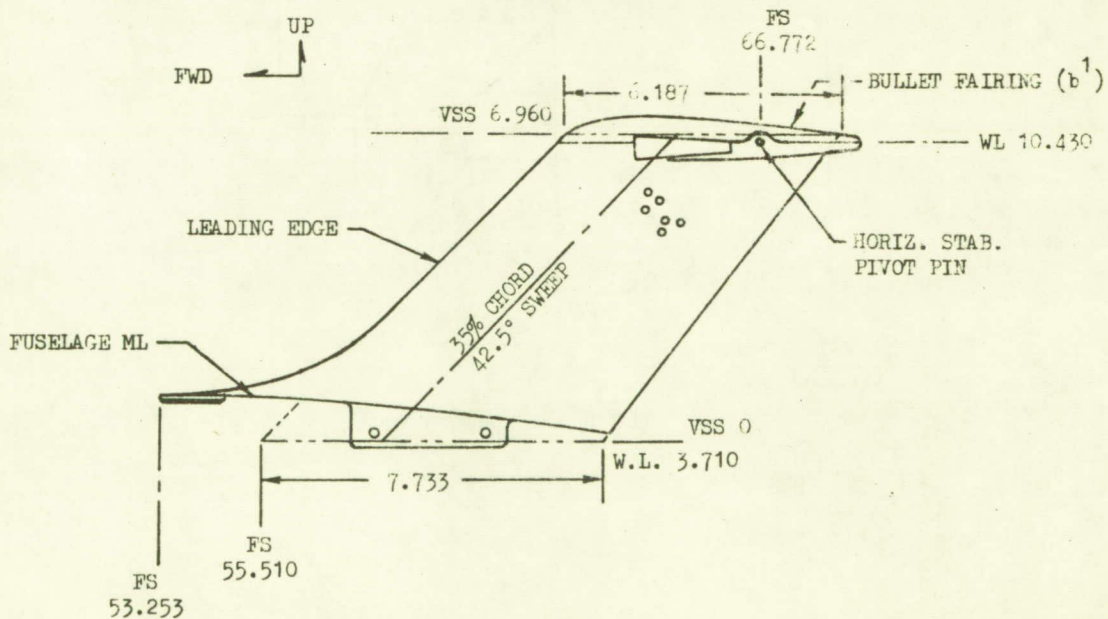 UP
FWD
FS
66.772
6.187
BULLET FAIRING (b¹)
VSS 6.960
WL 10.430
LEADING EDGE
HORIZ. STAB.
PIVOT PIN
35% CHORD
42.5° SWEEP
FUSELAGE ML
VSS 0
W.L. 3.710
7.733
FS
55.510
FS
53.253